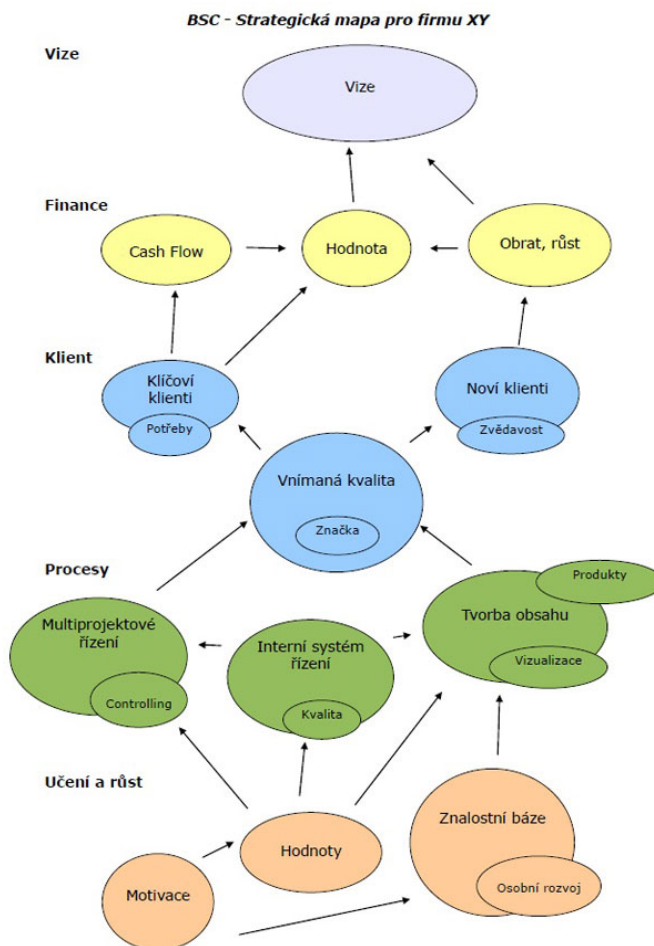 BSC - Strategická mapa pro firmu XY
Vize
Vize
Finance
Cash Flow
Hodnota
Obrat, růst
Klient
Klíčoví
klienti
Potřeby
Noví klienti
Zvědavost
Vnímaná kvalita
Značka
Procesy
Produkty
Multiprojektové
řízení
Controlling
Interní systém
řízení
Kvalita
Tvorba obsahu
Vizualizace
Učení a růst
Motivace
Hodnoty
Znalostní báze
Osobní rozvoj